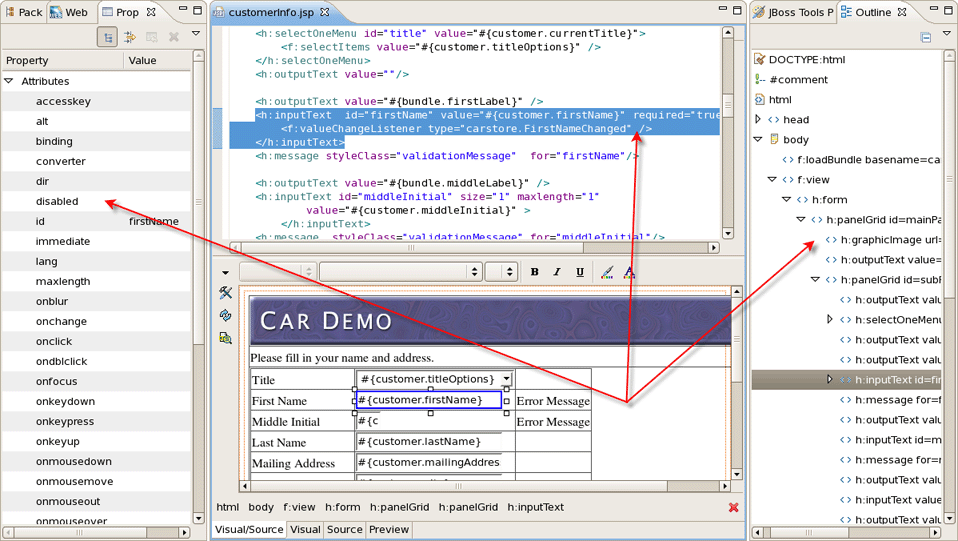 Pack Web Prop
Property Value
Attributes
accesskey
alt
binding
converter
dir
disabled
id firstName
immediate
lang
maxlength
onblur
onchange
onclick
ondblclick
onfocus
onkeydown
onkeypress
onkeyup
onmousedown
onmousemove
onmouseout
onmouseover
customerInfo.jsp
<h:selectOneMenu id="title" value="#{customer.currentTitle}">
<f:selectItems value="#{customer.titleOptions}" />
</h:selectOneMenu>
<h:outputText value=""/>
<h:outputText value="#{bundle.firstLabel}" />
<h:inputText id="firstName" value="#{customer.firstName}" required="true
<f:valueChangeListener type="carstore.FirstNameChanged" />
</h:inputText>
<h:message styleClass="validationMessage" for="firstName"/>
<h:outputText value="#{bundle.middleLabel}" />
<h:inputText id="middleInitial" size="1" maxlength="1"
value="#{customer.middleInitial}" >
</h:inputText>
<h:message styleClass="validationMessage" for="middleInitial"/>
B I U A
CAR DEMO
Please fill in your name and address.
Title #{customer.titleOptions}
First Name #{customer.firstName} Error Message
Middle Initial #{c Error Message
Last Name #{customer.lastName}
Mailing Address #{customer.mailingAddres
html body f:view h:form h:panelGrid h:panelGrid h:inputText
Visual/Source Visual Source Preview
JBoss Tools P Outline
DOCTYPE:html
#comment
html
head
body
f:loadBundle basename=ca
f:view
h:form
h:panelGrid id=mainPa
h:graphicImage url=
h:outputText value=
h:panelGrid id=subF
h:outputText valu
h:selectOneMenu
h:outputText valu
h:outputText valu
h:inputText id=fir
h:message for=f
h:outputText valu
h:inputText id=m
h:message for=m
h:outputText valu
h:inputText value
h:outputText valu